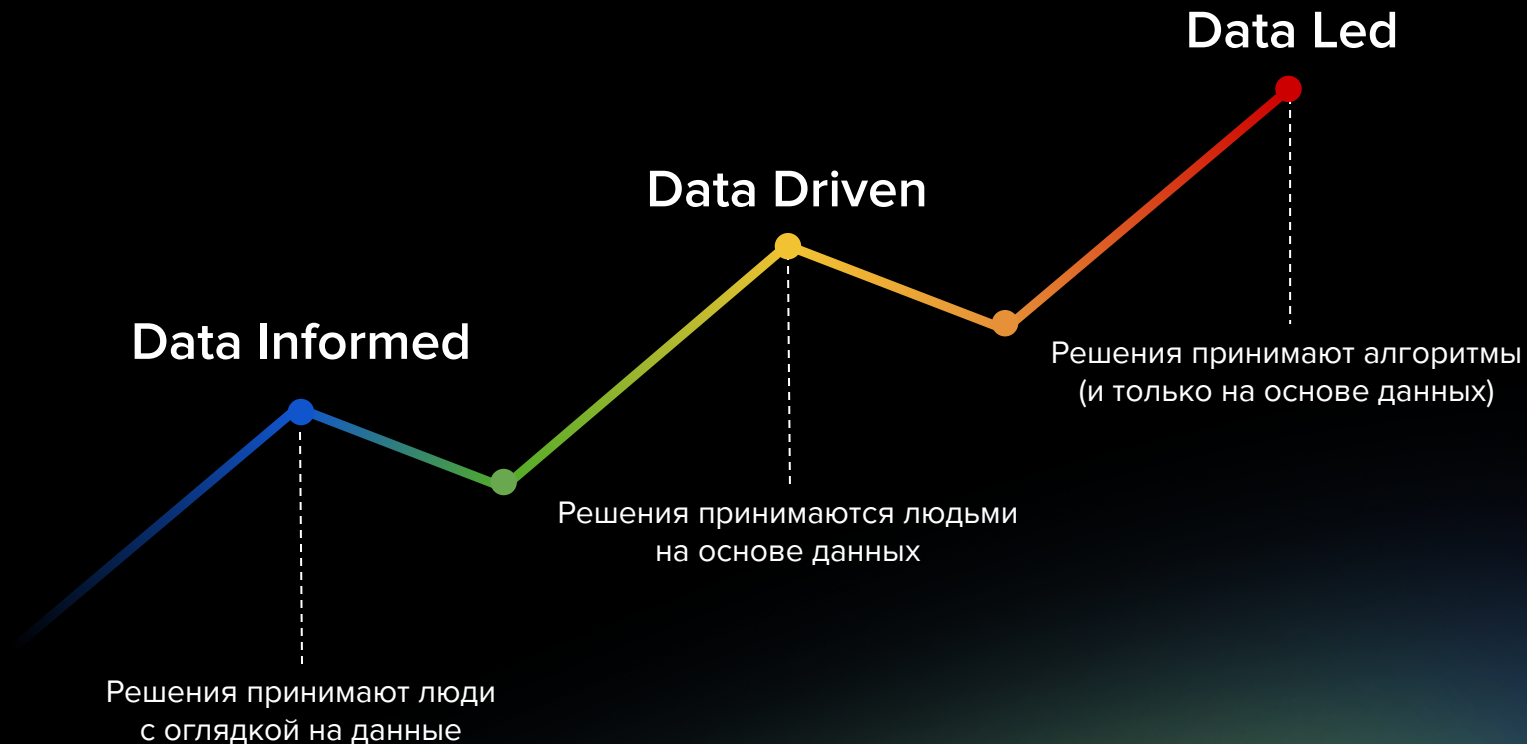 Data Led
Data Driven
Data Informed
Решения принимают алгоритмы
(и только на основе данных)
Решения принимаются людьми
на основе данных
Решения принимают люди
с оглядкой на данные